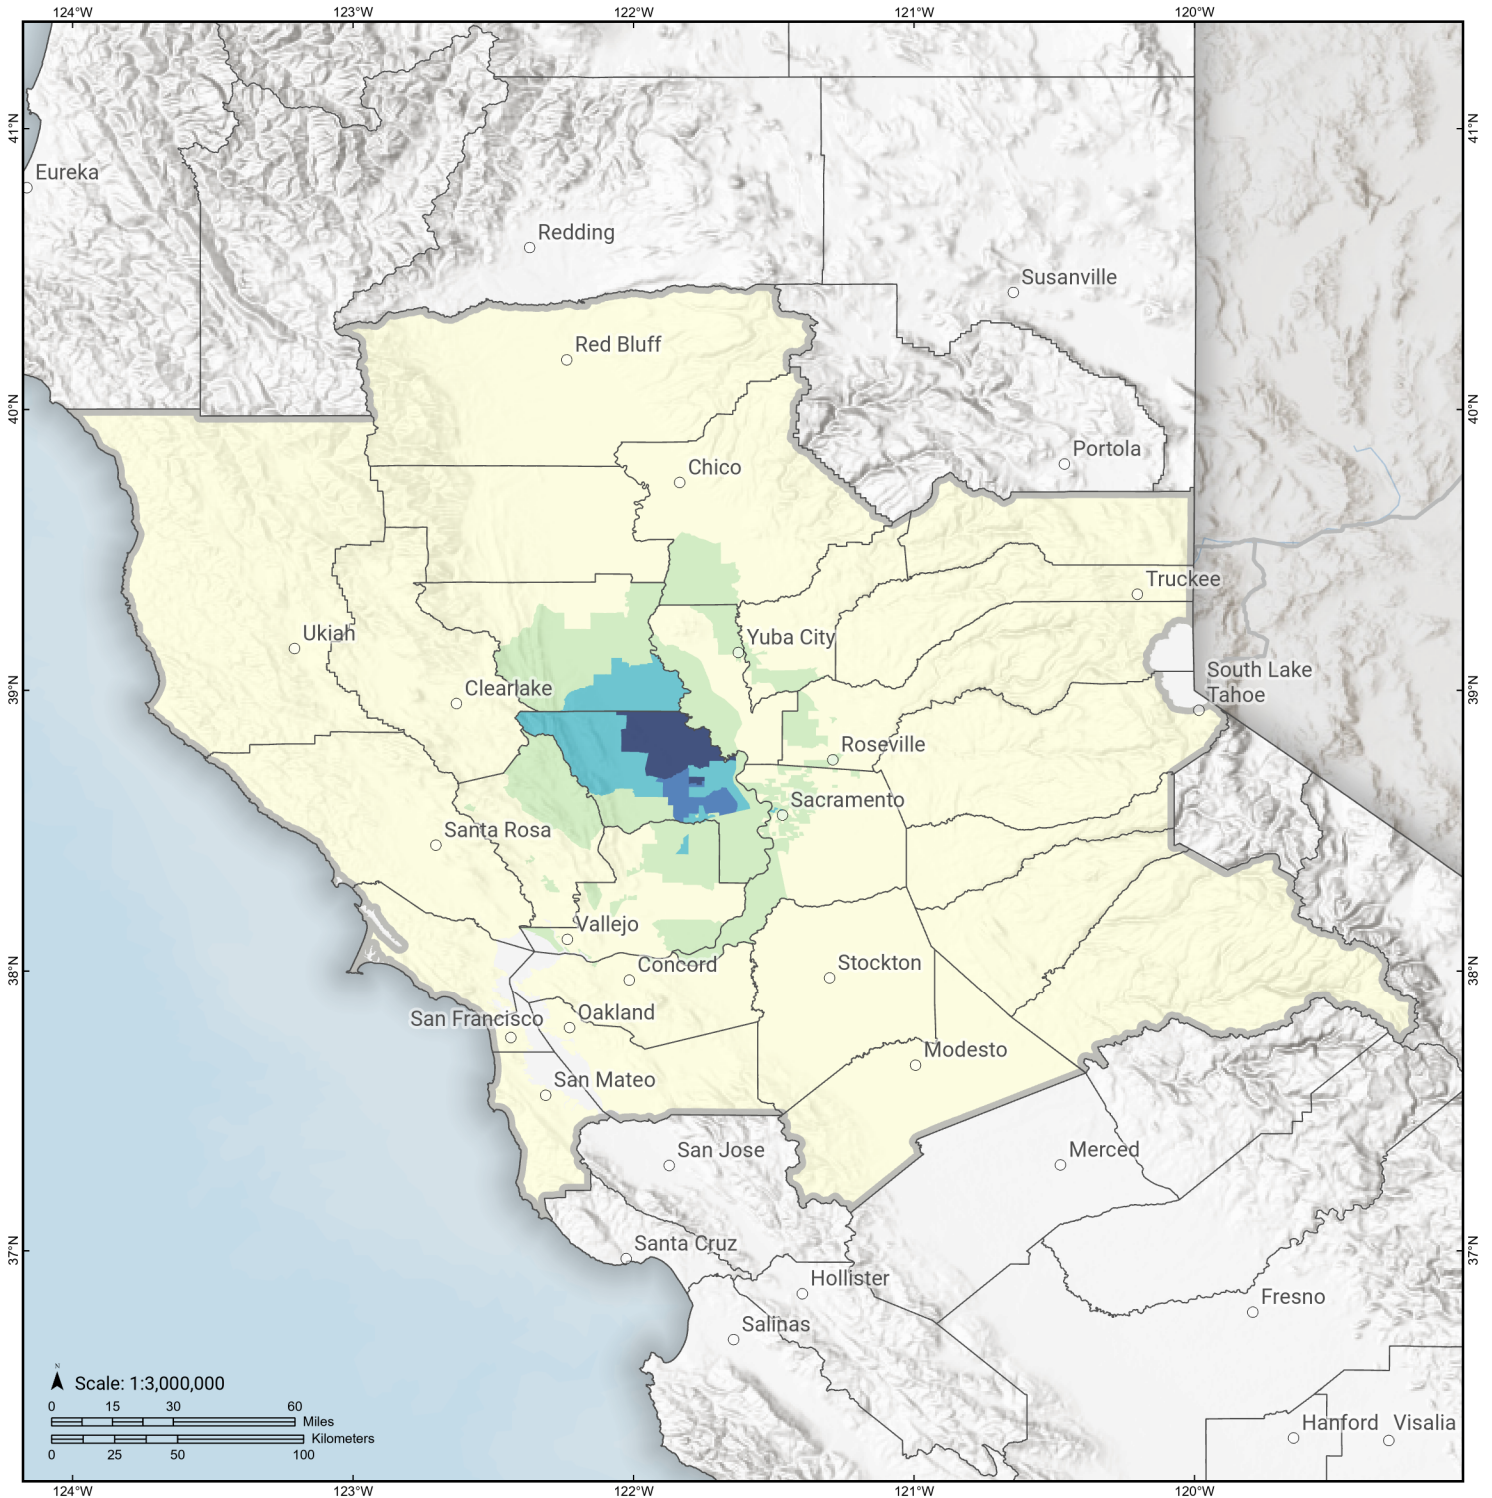 124°W 123°W 122°W 121°W 120°W
41°N 41°N
Eureka
Redding
Susanville
Red Bluff
40°N 40°N
Portola
Chico
Truckee
Ukiah
Yuba City
South Lake
Tahoe
39°N 39°N
Clearlake
Roseville
Sacramento
Santa Rosa
Vallejo
38°N 38°N
Concord
Stockton
San Francisco
Oakland
Modesto
San Mateo
San Jose
Merced
37°N 37°N
Santa Cruz
Hollister
Fresno
Salinas
N
Scale: 1:3,000,000
0 15 30 60
Miles
Kilometers
0 25 50 100
Hanford Visalia
124°W 123°W 122°W 121°W 120°W